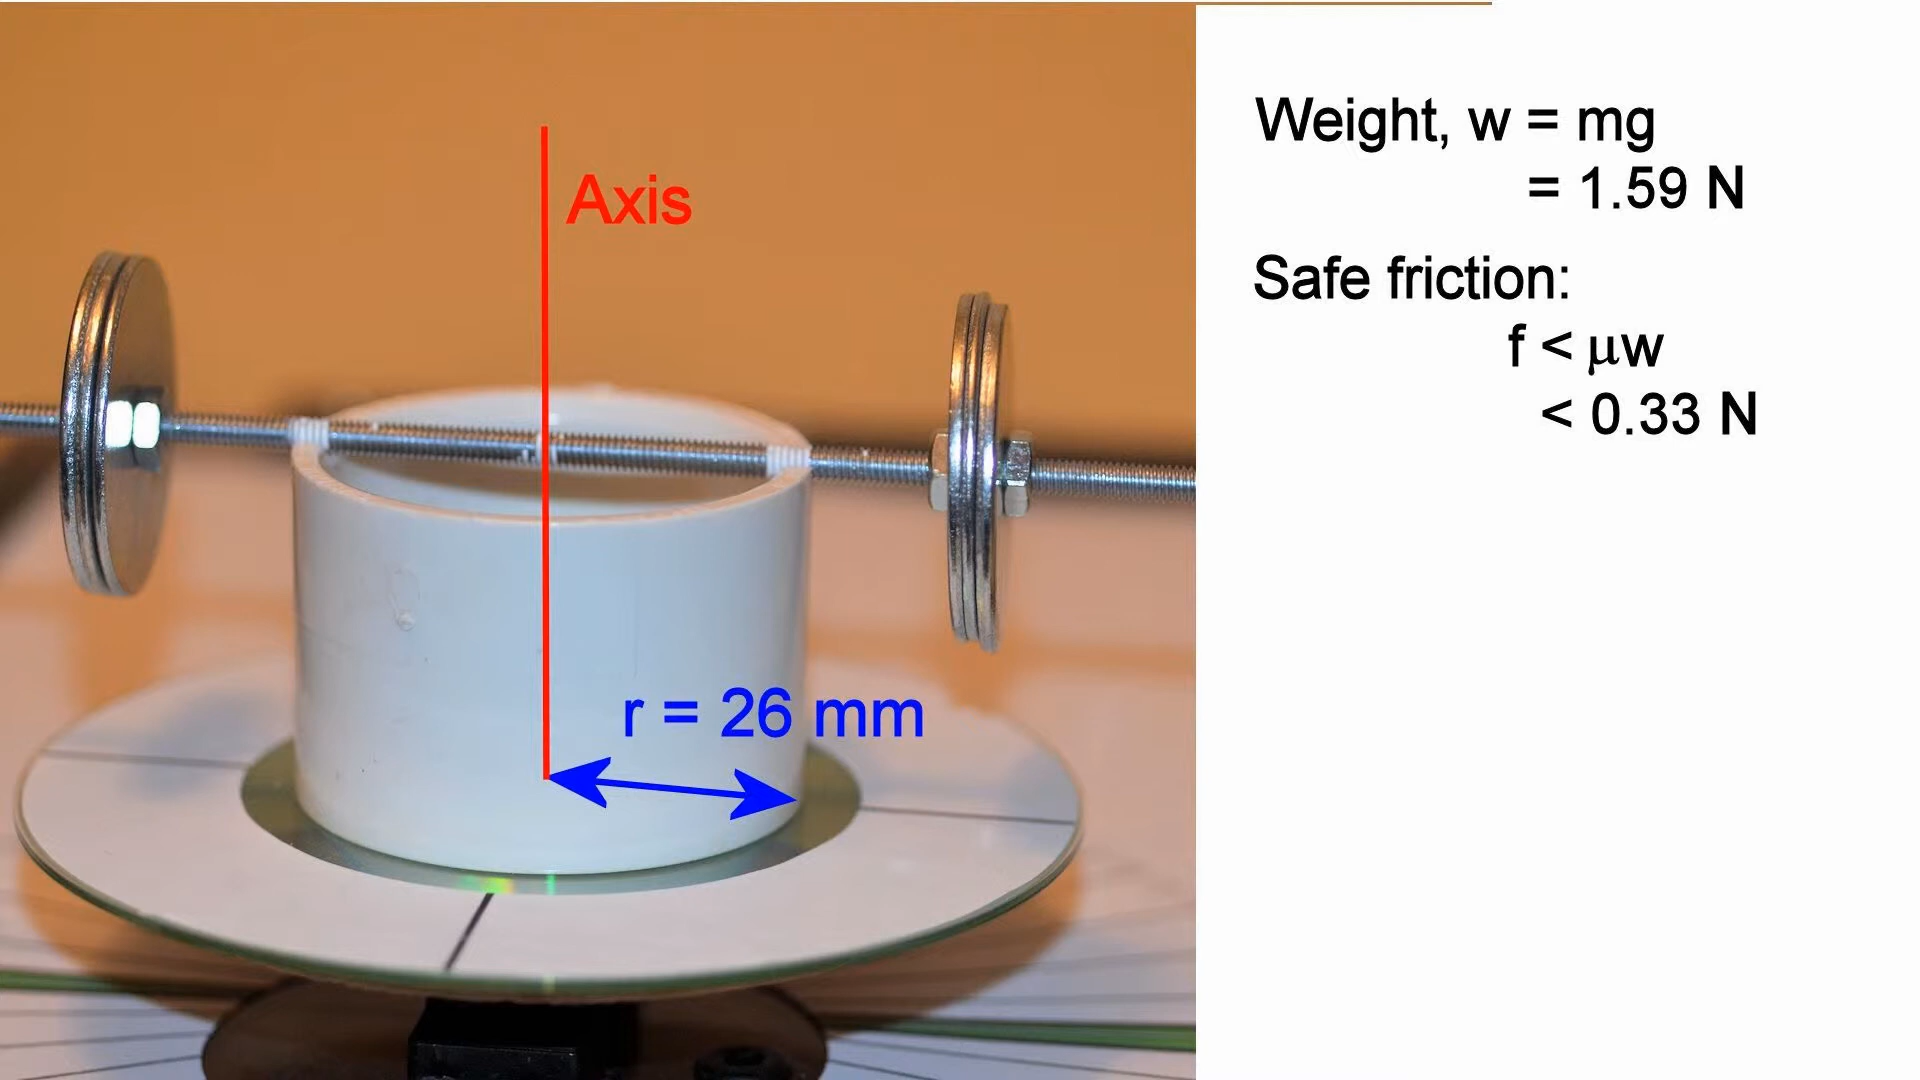 Weight, w = mg
= 1.59 N
Axis
Safe friction:
f < μw
< 0.33 N
r = 26 mm